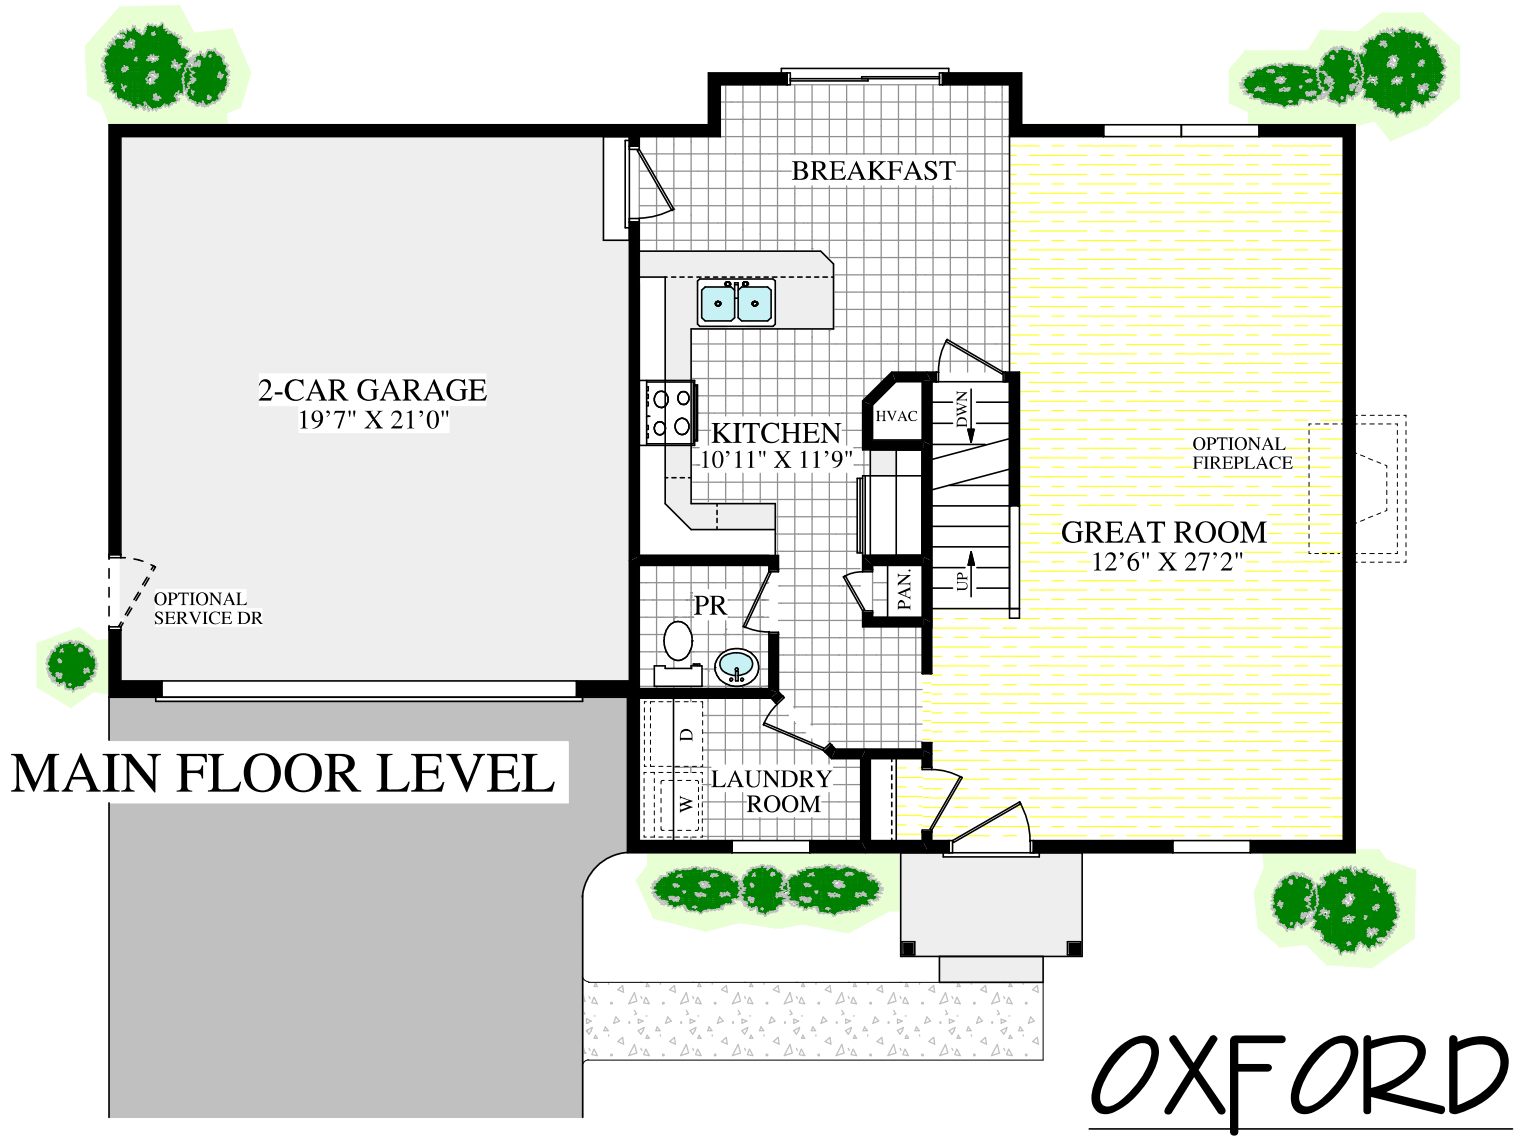 BREAKFAST
2-CAR GARAGE
19'7" X 21'0"
HVAC
DWN
KITCHEN
10'11" X 11'9"
OPTIONAL
FIREPLACE
GREAT ROOM
12'6" X 27'2"
UP
PAN.
PR
OPTIONAL
SERVICE DR
D
W
LAUNDRY
ROOM
MAIN FLOOR LEVEL
OXFORD